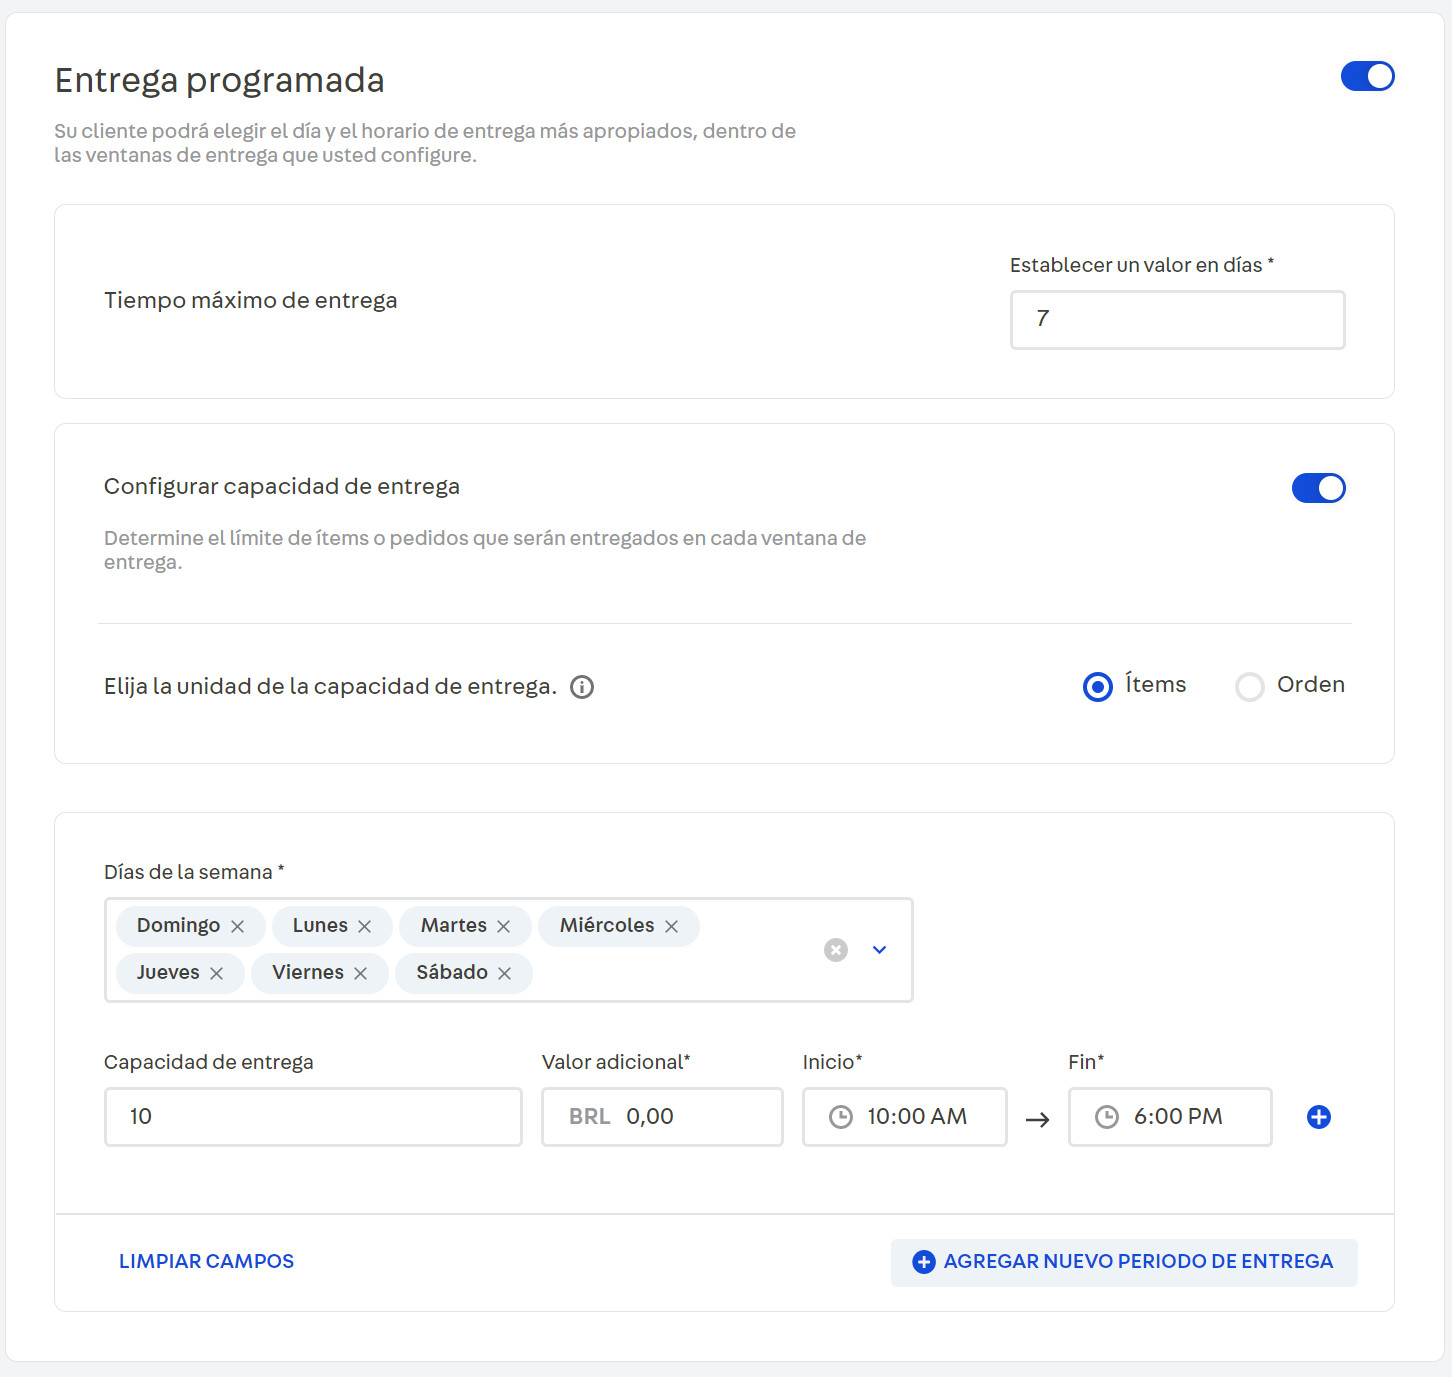 Entrega programada
Su cliente podrá elegir el día y el horario de entrega más apropiados, dentro de
las ventanas de entrega que usted configure.
Establecer un valor en días *
Tiempo máximo de entrega
7
Configurar capacidad de entrega
Determine el límite de ítems o pedidos que serán entregados en cada ventana de
entrega.
Elija la unidad de la capacidad de entrega.
Ítems
Orden
Días de la semana *
Domingo Lunes Martes Miércoles
Jueves Viernes Sábado
Capacidad de entrega Valor adicional* Inicio* Fin*
10 BRL 0,00 10:00 AM 6:00 PM
LIMPIAR CAMPOS AGREGAR NUEVO PERIODO DE ENTREGA